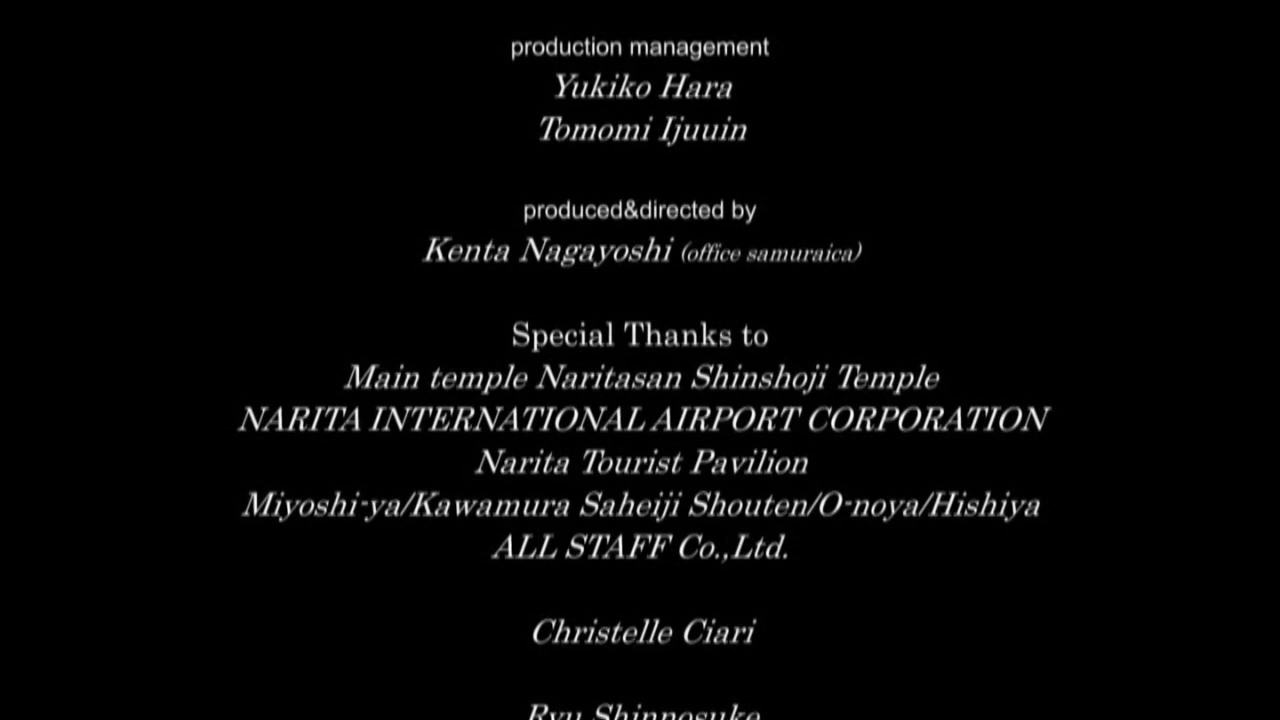 production management
Yukiko Hara
Tomomi Ijuuin
produced&directed by
Kenta Nagayoshi (office samuraica)
Special Thanks to
Main temple Naritasan Shinshoji Temple
NARITA INTERNATIONAL AIRPORT CORPORATION
Narita Tourist Pavilion
Miyoshi-ya/Kawamura Saheiji Shouten/O-noya/Hishiya
ALL STAFF Co.,Ltd.
Christelle Ciari
Ryu Shinnosuke